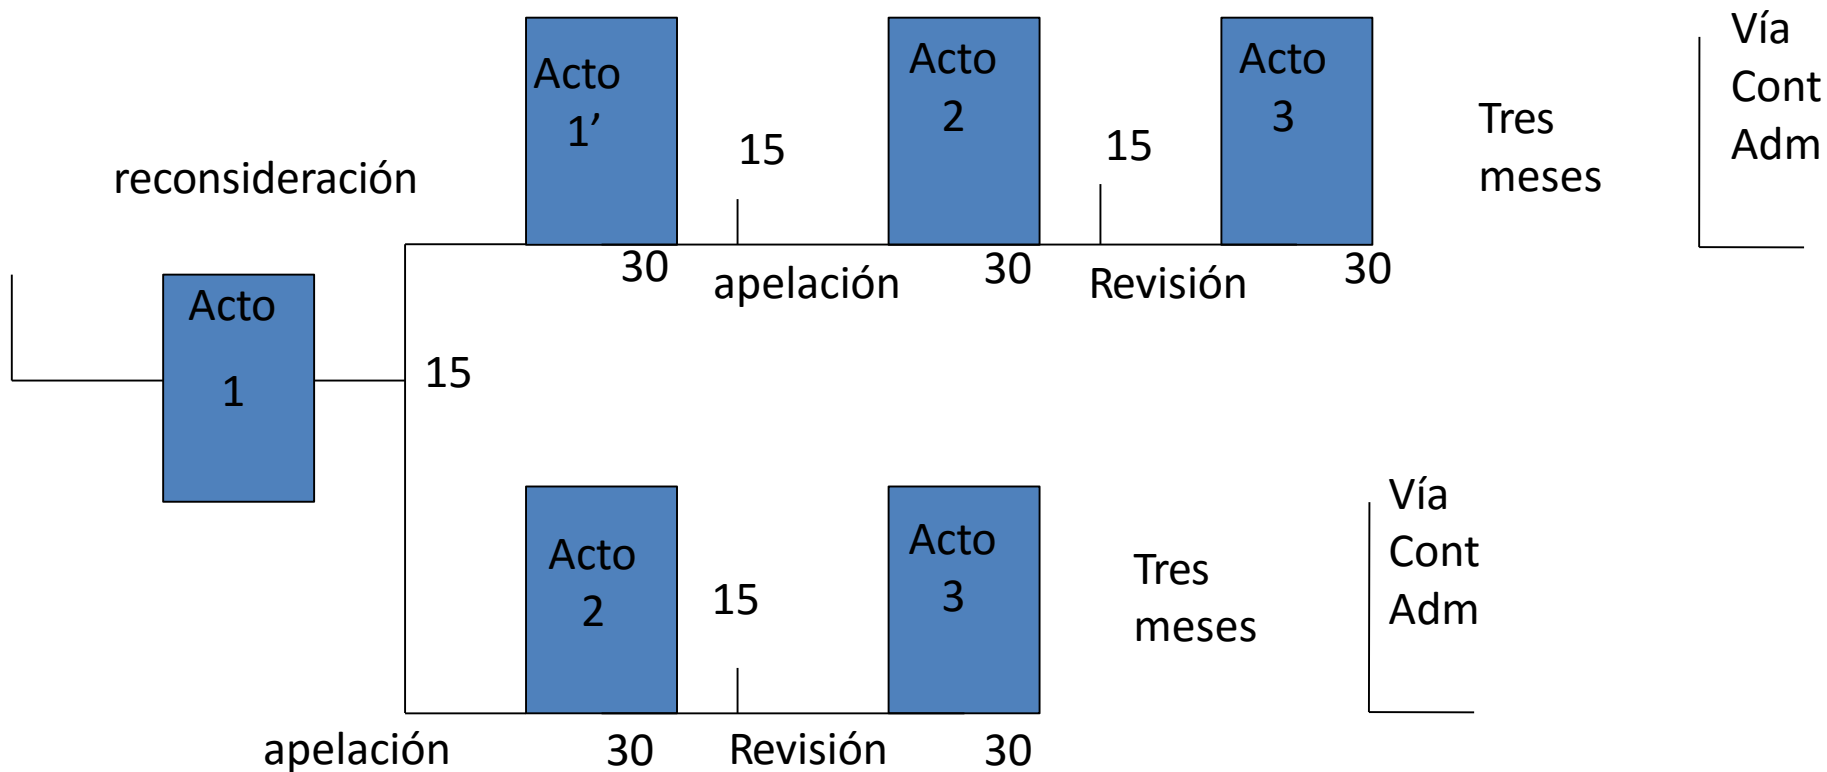 reconsideración
Acto
1’
15
Acto
2
15
Acto
3
Tres
meses
Vía
Cont
Adm
30
apelación
30
Revisión
30
Acto
1
15
Acto
2
15
Acto
3
Tres
meses
Vía
Cont
Adm
apelación
30
Revisión
30